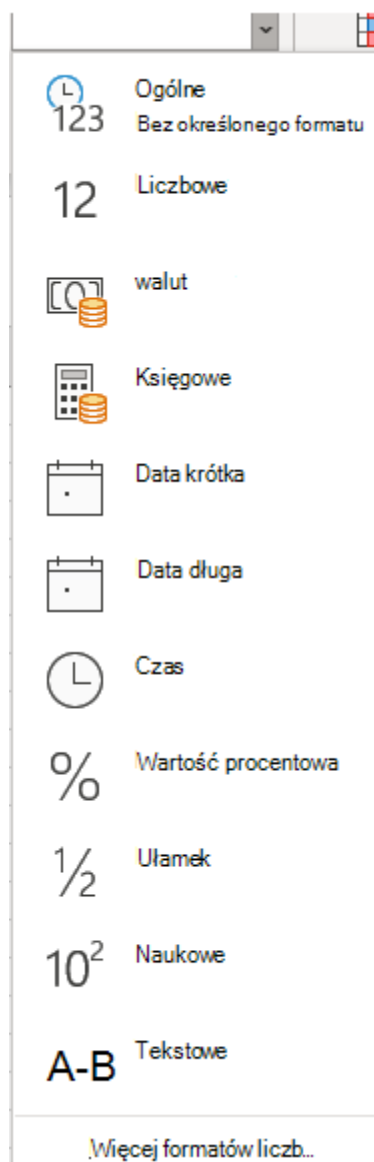 123
Ogólne
Bez określonego formatu
12
Liczbowe
walut
Księgowe
Data krótka
Data długa
Czas
%
Wartość procentowa
1/2
Ułamek
10²
Naukowe
A-B
Tekstowe
Więcej formatów liczb...